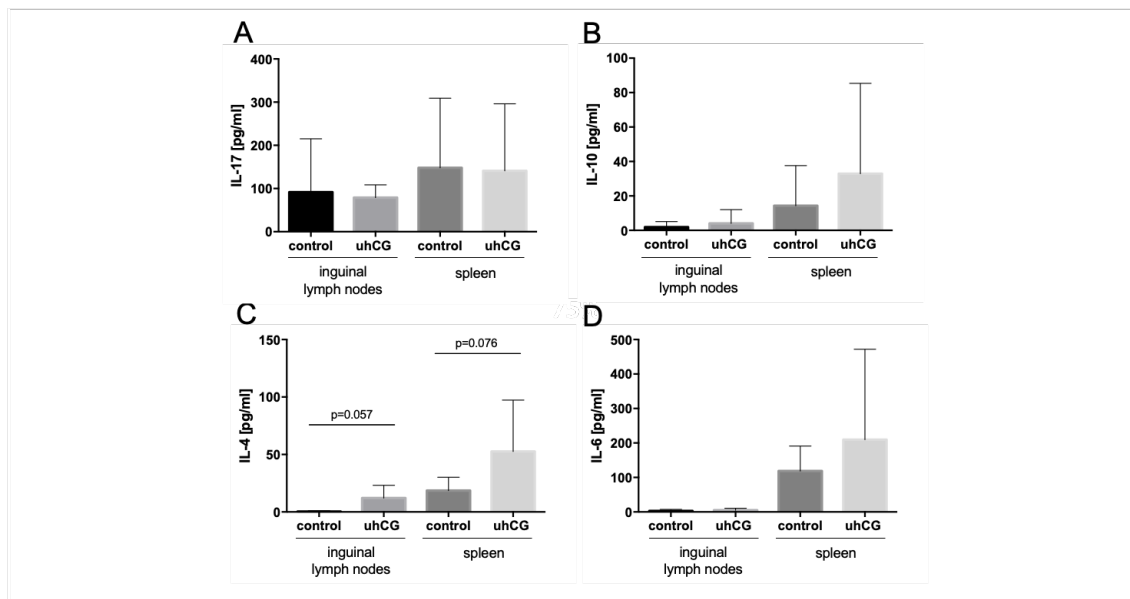 A
IL-17 [pg/ml]
400
300
200
100
0
control uhCG control uhCG
inguinal
lymph nodes
spleen
B
IL-10 [pg/ml]
100
80
60
40
20
0
control uhCG control uhCG
inguinal
lymph nodes
spleen
C
IL-4 [pg/ml]
150
100
50
0
p=0.057
p=0.076
control uhCG control uhCG
inguinal
lymph nodes
spleen
D
IL-6 [pg/ml]
500
400
300
200
100
0
control uhCG control uhCG
inguinal
lymph nodes
spleen